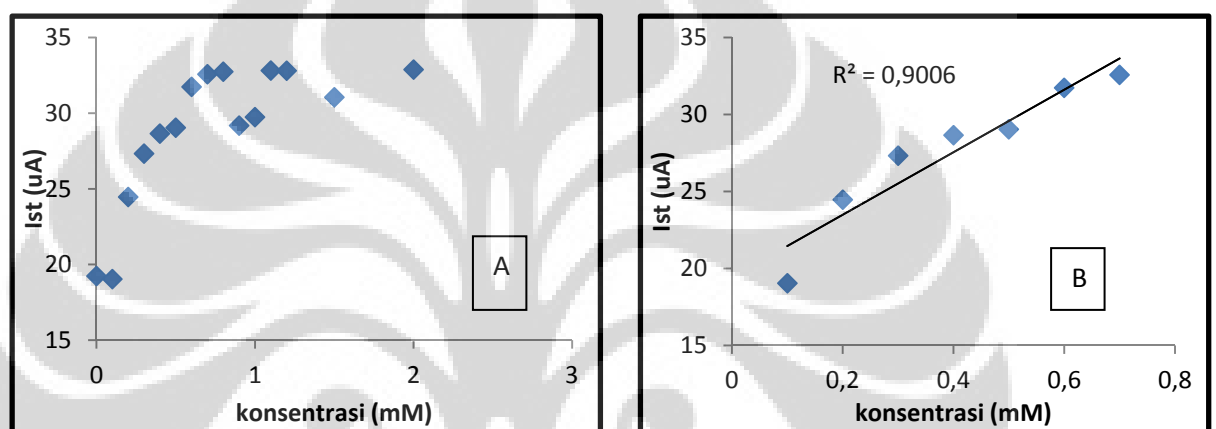 35
30
25
20
15
0
1
2
3
Ist (uA)
konsentrasi (mM)
A
35
30
25
20
15
0
0,2
0,4
0,6
0,8
Ist (uA)
konsentrasi (mM)
R² = 0,9006
B